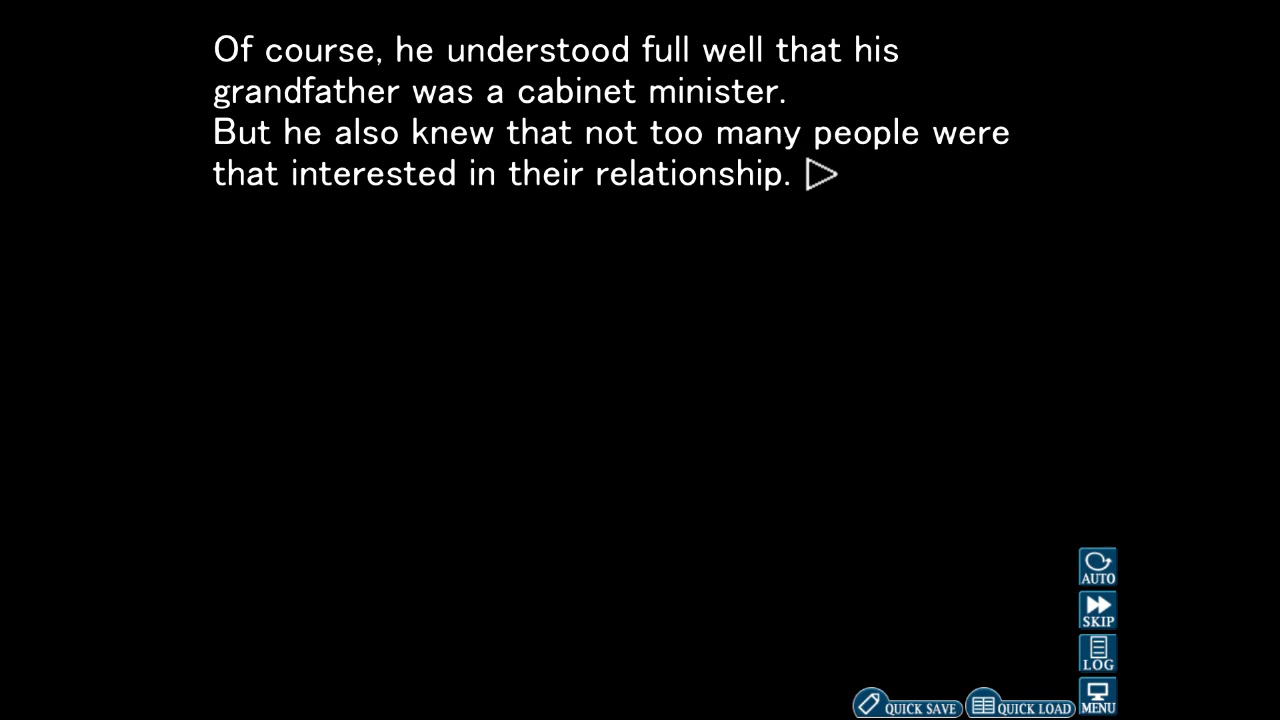 Of course, he understood full well that his
grandfather was a cabinet minister.
But he also knew that not too many people were
that interested in their relationship.
AUTO
SKIP
LOG
QUICK SAVE
QUICK LOAD
MENU